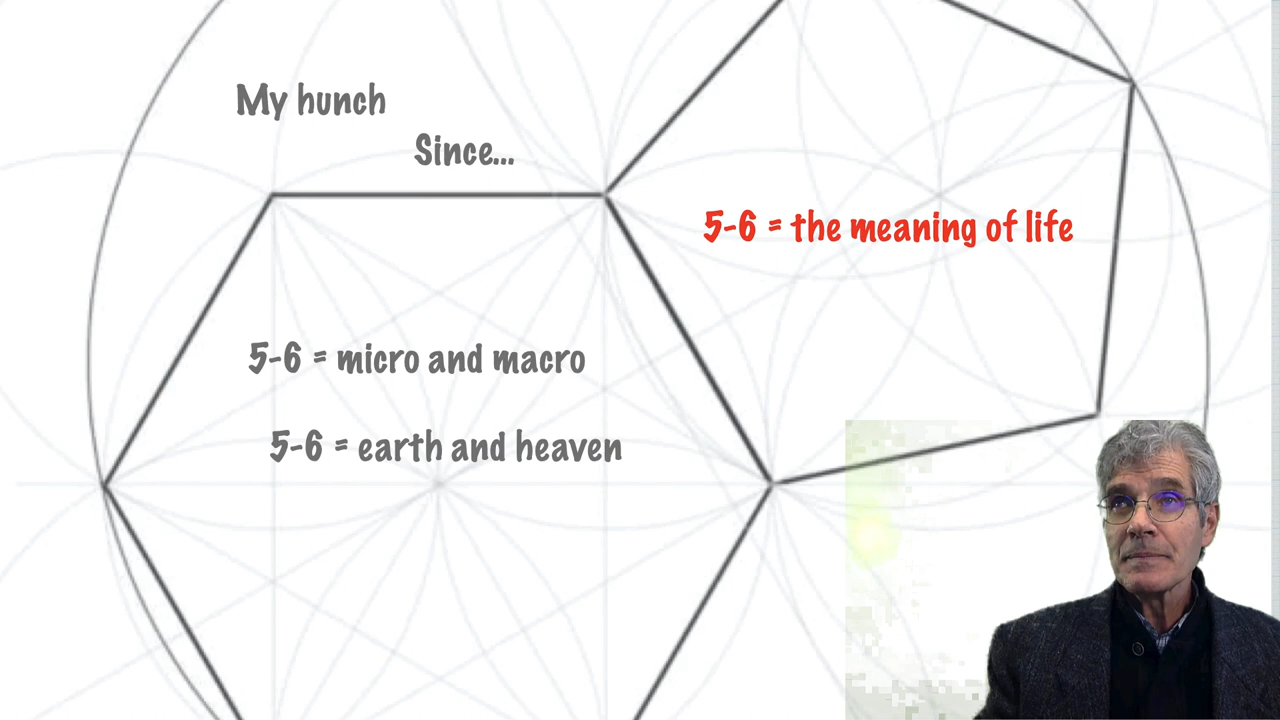 My hunch
Since...
5-6 = the meaning of life
5-6 = micro and macro
5-6 = earth and heaven